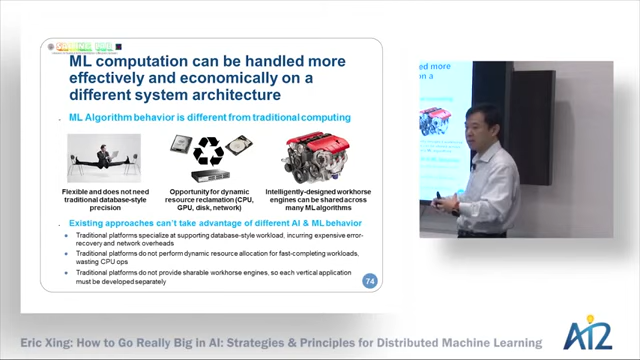 ML computation can be handled more
effectively and economically on a
different system architecture
ML Algorithm behavior is different from traditional computing
Flexible and does not need
traditional database-style
precision
Opportunity for dynamic
resource reclamation (CPU,
GPU, disk, network)
Intelligently-designed workhorse
engines can be shared across
many ML algorithms
Existing approaches can't take advantage of different AI & ML behavior
Traditional platforms specialize at supporting database-style workload, incurring expensive error-
recovery and network overheads
Traditional platforms do not perform dynamic resource allocation for fast-completing workloads,
wasting CPU ops
Traditional platforms do not provide sharable workhorse engines, so each vertical application
must be developed separately
74
Eric Xing: How to Go Really Big in AI: Strategies & Principles for Distributed Machine Learning
AI2